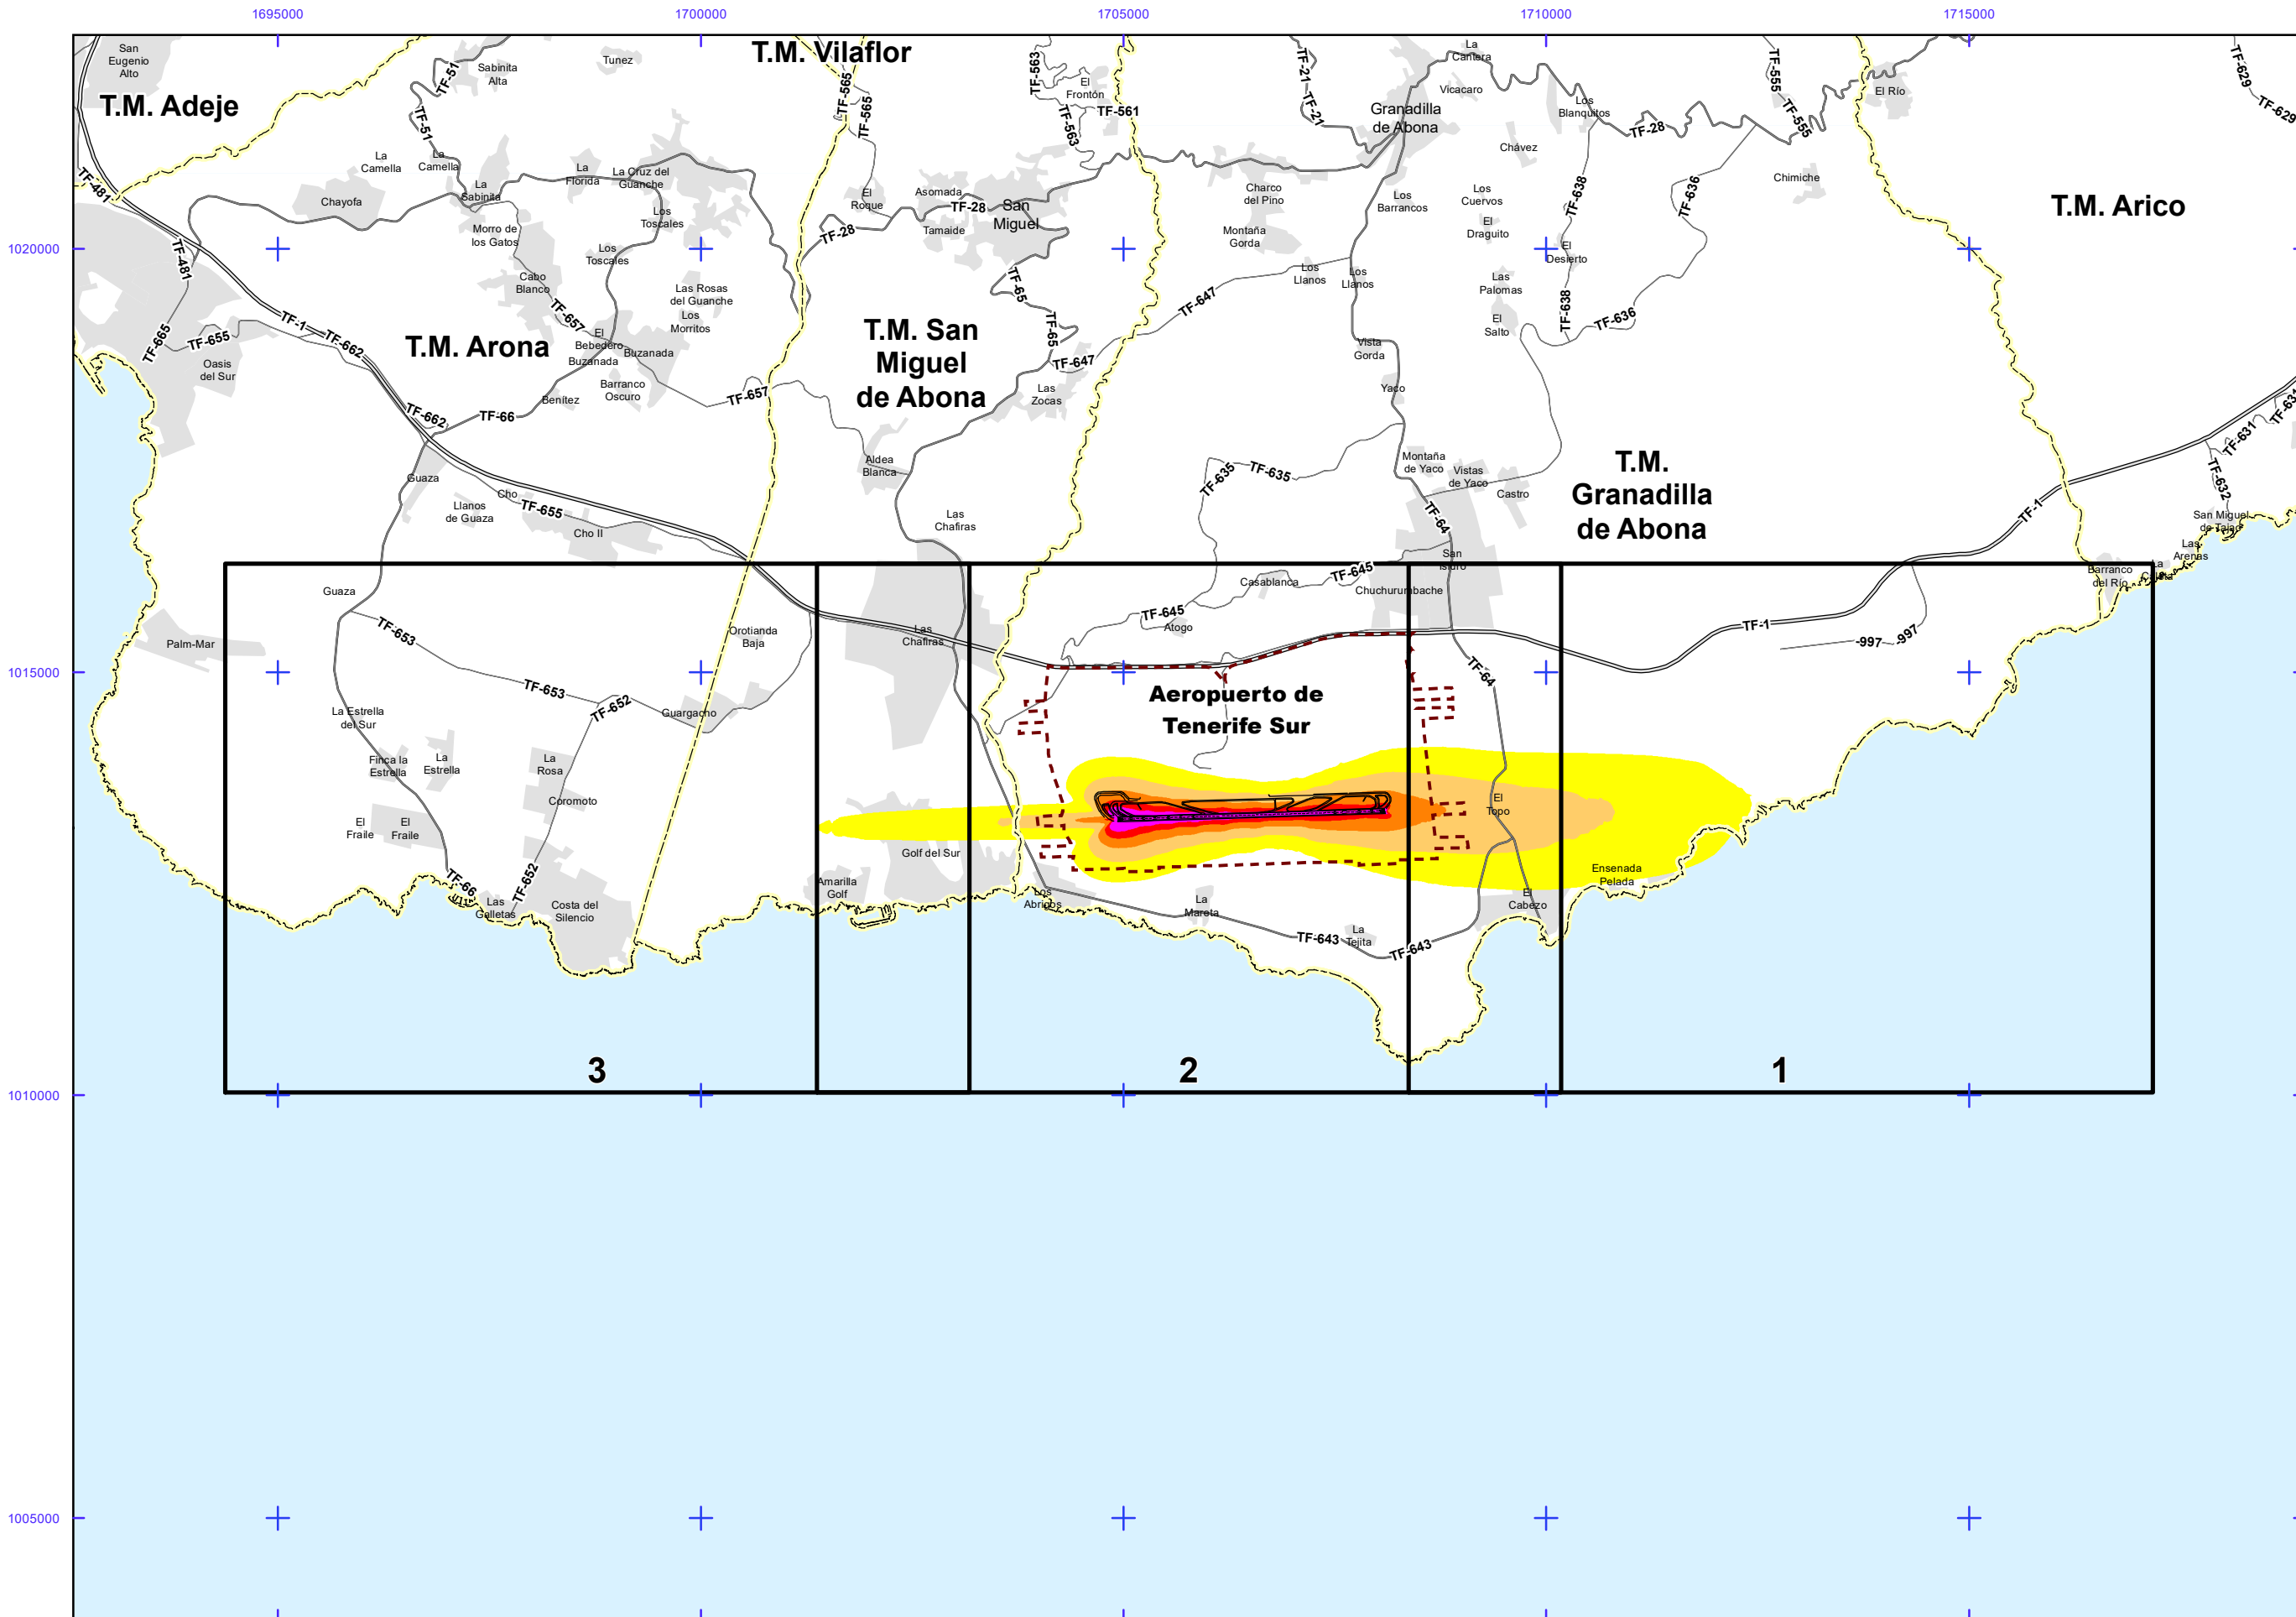 1695000
1700000
1705000
1710000
1715000
San
Eugenio
Alto
T.M. Adeje
TF-51
TF-51
Sabinita
Alta
Tunez
T.M. Vilaflor
TF-565
TF-565
TF-563
TF-563
El
Frontón
TF-561
TF-21
TF-21
La
Cantera
Vicacaro
Granadilla
de Abona
Los
Blanquitos
TF-28
TF-555
TF-555
El Río
TF-629
TF-629
TF-481
TF-481
La
Camella
La
Camella
Chayofa
La
Sabinita
La
Florida
La Cruz del
Guanche
Los
Toscales
Morro de
los Gatos
Los
Toscales
Cabo
Blanco
Las Rosas
del Guanche
Los
Morritos
El
Roque
Asomada
TF-28
TF-28
San
Miguel
Tamaide
Charco
del Pino
Montaña
Gorda
Los
Barrancos
Chávez
Los
Cuervos
El
Draguito
TF-638
TF-636
Chimiche
T.M. Arico
1020000
Los
Llanos
Los
Llanos
El
Desierto
Las
Palomas
El
Salto
TF-638
TF-636
TF-647
TF-65
TF-65
TF-647
TF-665
TF-655
Oasis
del Sur
TF-1
TF-662
T.M. Arona
TF-657
El
Bebedero
Buzanada
Buzanada
Barranco
Oscuro
Benítez
TF-657
TF-662
TF-66
T.M. San
Miguel
de Abona
Las
Zocas
Vista
Gorda
Yaco
Aldea
Blanca
TF-635
TF-635
Montaña
de Yaco
Vistas
de Yaco
Castro
T.M.
Granadilla
de Abona
TF-1
TF-631
TF-631
TF-632
San Miguel
de Tajao
Las
Arenas
La
Caleta
Barranco
del Río
Guaza
Cho
Llanos
de Guaza
TF-655
Cho II
Las
Chafiras
TF-64
San
Isidro
TF-645
Casablanca
Chuchurumbache
Guaza
TF-653
Palm-Mar
Orotianda
Baja
Las
Chafiras
TF-645
Atogo
TF-1
-997
-997
1015000
TF-653
TF-652
Guargacho
La Estrella
del Sur
Aeropuerto de
Tenerife Sur
TF-64
Finca la
Estrella
La
Estrella
La
Rosa
Coromoto
El
Fraile
El
Fraile
El
Topo
Golf del Sur
Amarilla
Golf
TF-66
TF-652
Las
Galletas
Costa del
Silencio
Los
Abrigos
La
Mareta
TF-643
La
Tejita
TF-643
El
Cabezo
Ensenada
Pelada
3
2
1
1010000
1005000